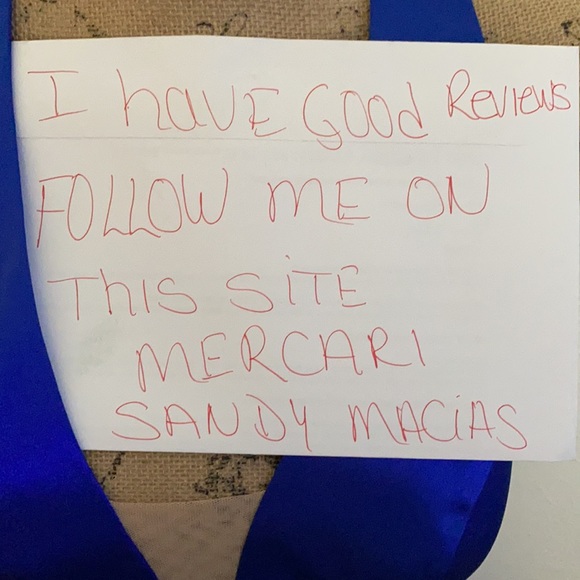 I haVE GOOd REVIEWS
FOLLOW mE ON
THIS SiTE
MERCARI
SANDY MACiAS